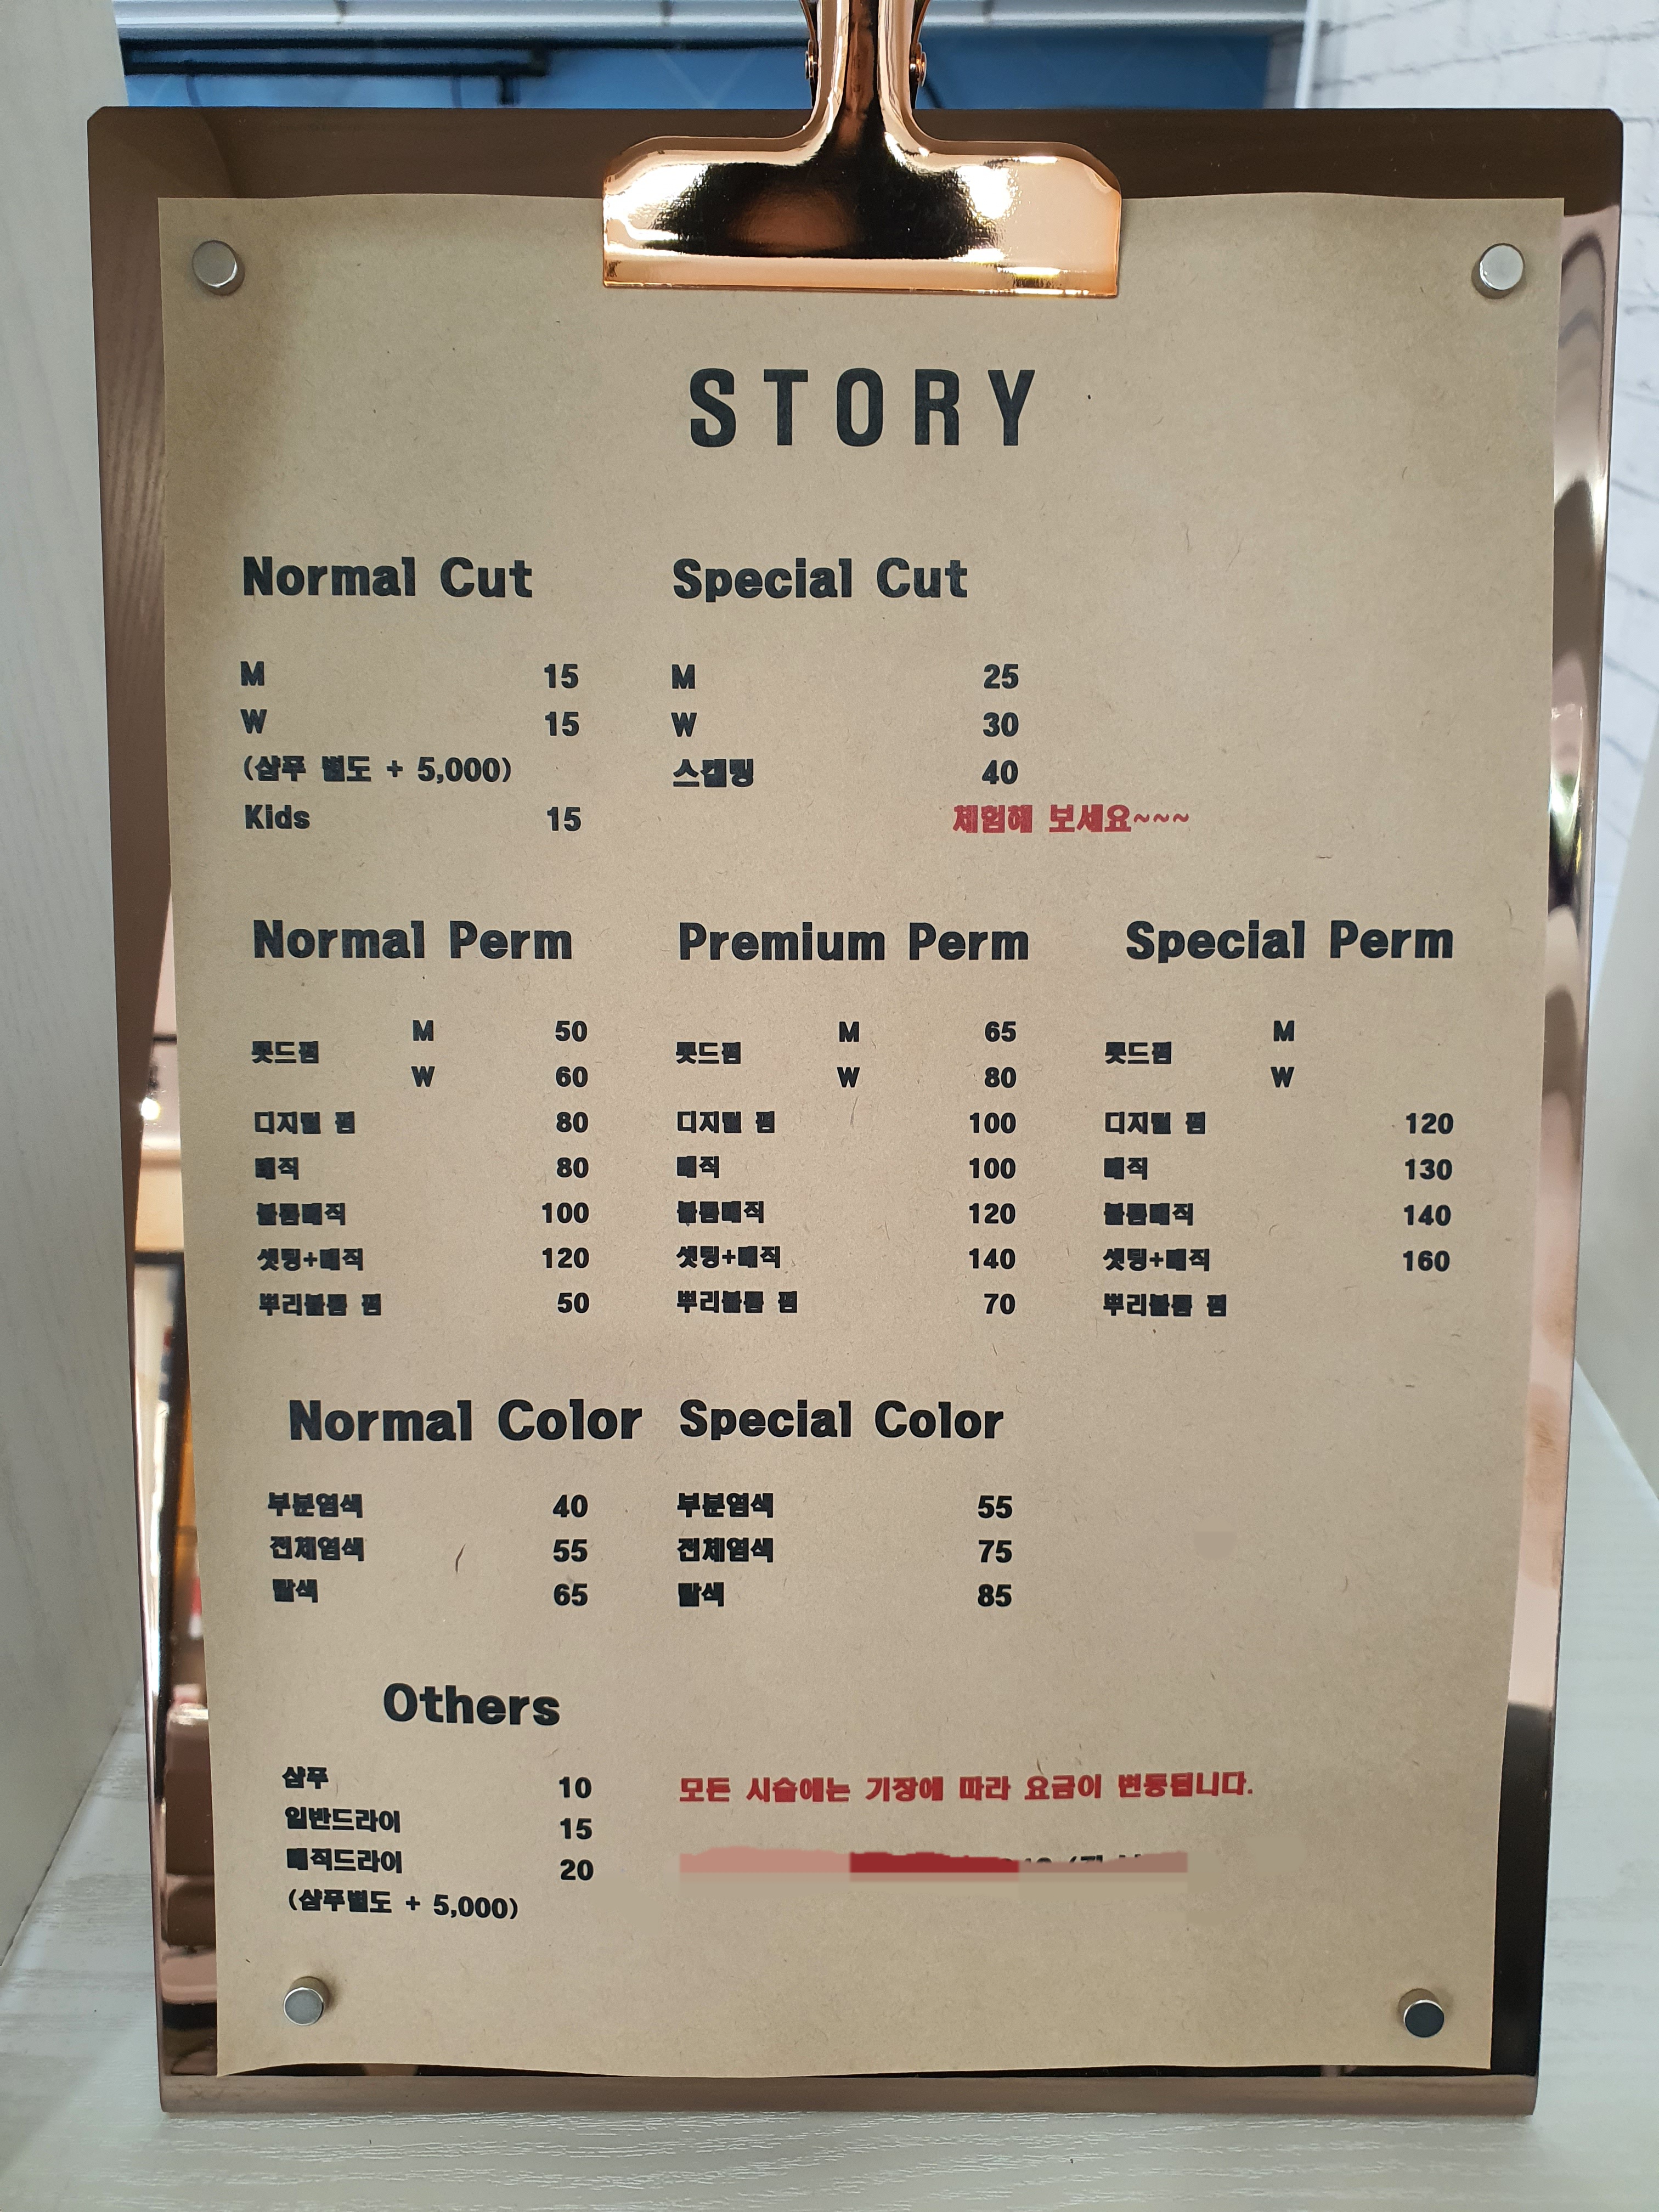 STORY
Normal Cut Special Cut
M 15 M 25
W 15 W 30
(샴푸 별도 + 5,000) 스캘링 40
Kids 15 체험해 보세요~~~
Normal Perm Premium Perm Special Perm
롯드펌 M 50 롯드펌 M 65 롯드펌 M
W 60 W 80 W
디지털 펌 80 디지털 펌 100 디지털 펌 120
매직 80 매직 100 매직 130
볼륨매직 100 볼륨매직 120 볼륨매직 140
셋팅+매직 120 셋팅+매직 140 셋팅+매직 160
뿌리볼륨 펌 50 뿌리볼륨 펌 70 뿌리볼륨 펌
Normal Color Special Color
부분염색 40 부분염색 55
전체염색 55 전체염색 75
탈색 65 탈색 85
Others
샴푸 10 모든 시술에는 기장에 따라 요금이 변동됩니다.
일반드라이 15
매직드라이 20
(샴푸별도 + 5,000)